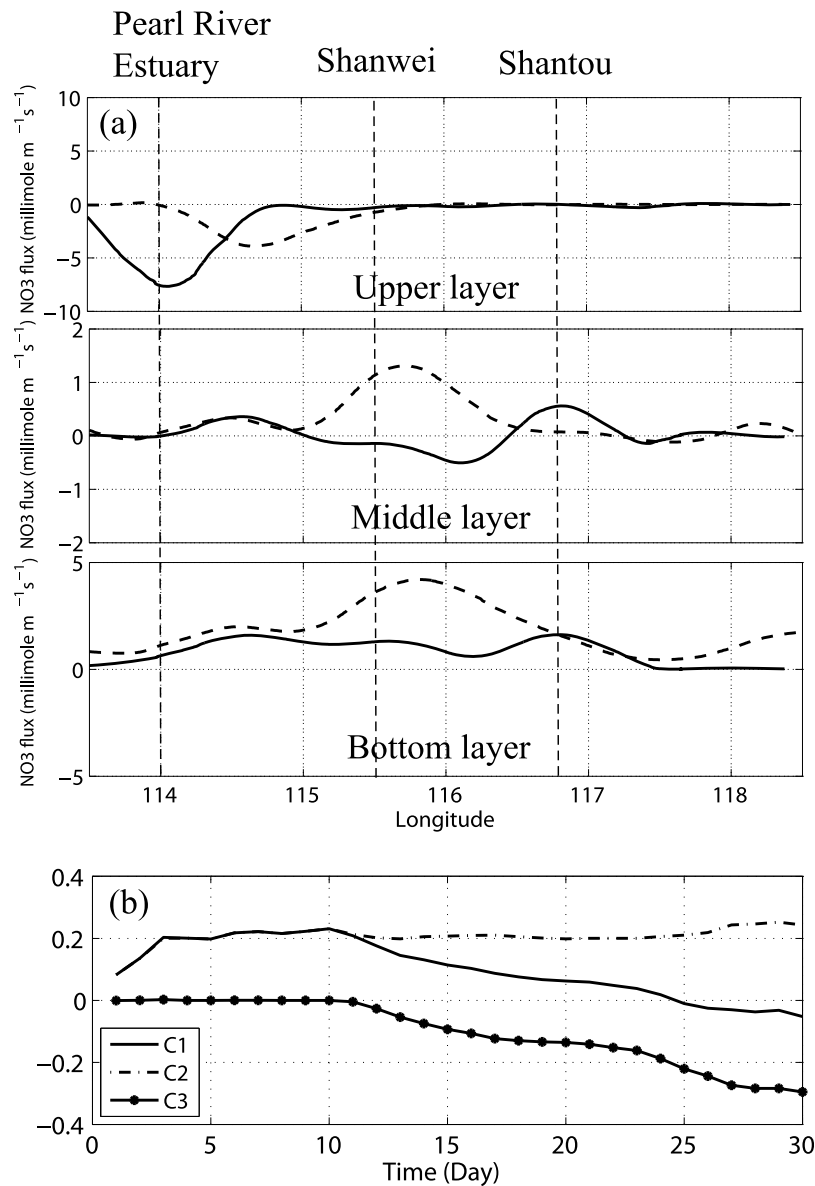 Pearl River
Estuary
Shanwei
Shantou
(a)
NO3 flux (millimole m⁻¹s⁻¹)
10
5
0
−5
−10
Upper layer
NO3 flux (millimole m⁻¹s⁻¹)
2
1
0
−1
−2
Middle layer
NO3 flux (millimole m⁻¹s⁻¹)
5
0
−5
Bottom layer
114 115 116 117 118
Longitude
(b)
0.4
0.2
0
−0.2
−0.4
C1
C2
C3
0 5 10 15 20 25 30
Time (Day)